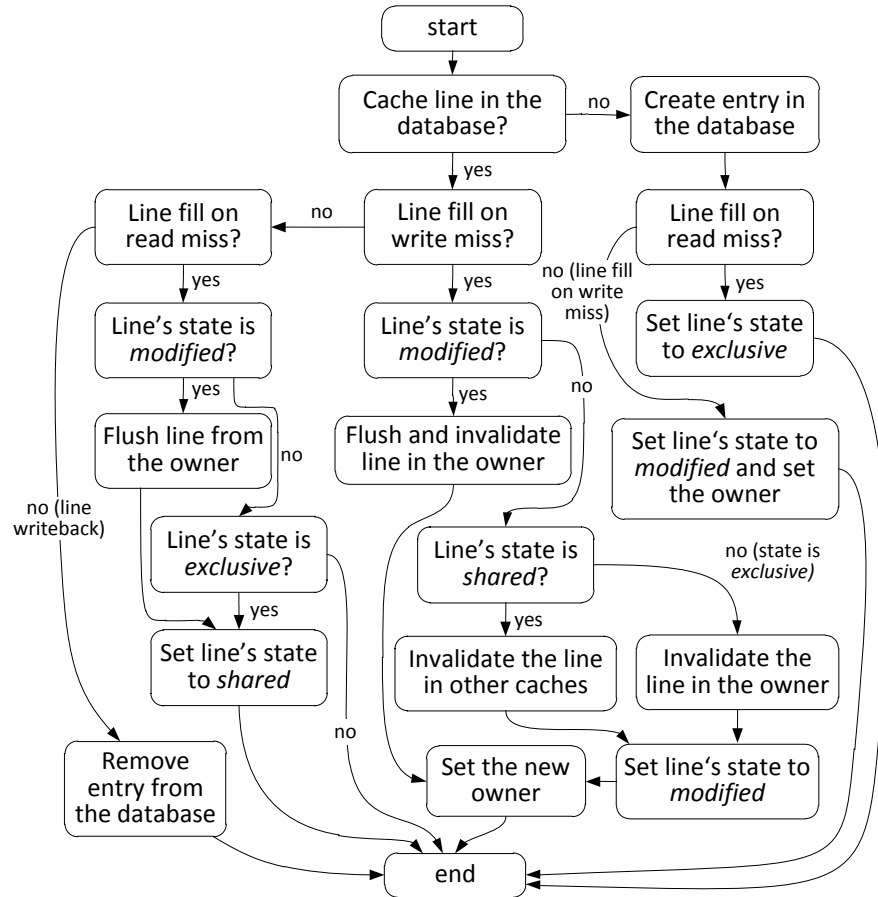 start
Cache line in the
database?
no
Create entry in
the database
yes
Line fill on
read miss?
no
Line fill on
write miss?
Line fill on
read miss?
yes
yes
no (line fill
on write
miss)
yes
Line's state is
modified?
Line's state is
modified?
Set line‘s state
to exclusive
yes
no
yes
no
Flush line from
the owner
Flush and invalidate
line in the owner
Set line‘s state to
modified and set
the owner
no (line
writeback)
Line's state is
exclusive?
Line's state is
shared?
no (state is
exclusive)
yes
yes
Set line‘s state
to shared
Invalidate the line
in other caches
Invalidate the
line in the owner
no
Remove
entry from
the database
Set the new
owner
Set line‘s state to
modified
end